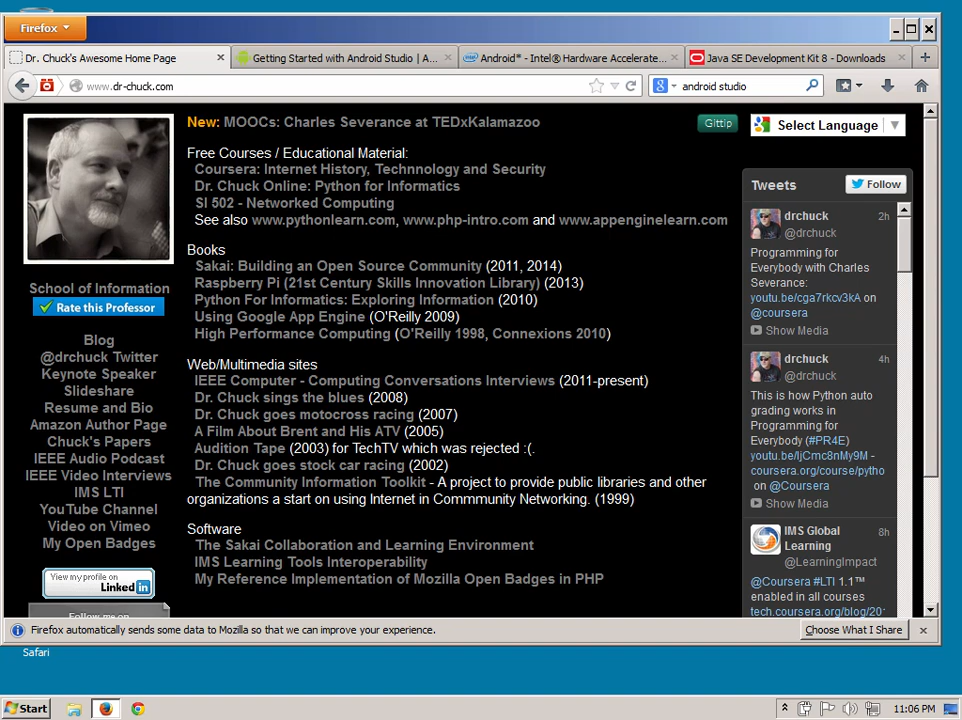 Firefox
Dr. Chuck's Awesome Home Page
Getting Started with Android Studio | A...
Android* - Intel® Hardware Accelerate...
Java SE Development Kit 8 - Downloads
www.dr-chuck.com
android studio
New: MOOCs: Charles Severance at TEDxKalamazoo
Gittip
Select Language
Free Courses / Educational Material:
Coursera: Internet History, Technnology and Security
Dr. Chuck Online: Python for Informatics
SI 502 - Networked Computing
See also www.pythonlearn.com, www.php-intro.com and www.appenginelearn.com
Books
Sakai: Building an Open Source Community (2011, 2014)
Raspberry Pi (21st Century Skills Innovation Library) (2013)
Python For Informatics: Exploring Information (2010)
Using Google App Engine (O'Reilly 2009)
High Performance Computing (O'Reilly 1998, Connexions 2010)
Web/Multimedia sites
IEEE Computer - Computing Conversations Interviews (2011-present)
Dr. Chuck sings the blues (2008)
Dr. Chuck goes motocross racing (2007)
A Film About Brent and His ATV (2005)
Audition Tape (2003) for TechTV which was rejected :(.
Dr. Chuck goes stock car racing (2002)
The Community Information Toolkit - A project to provide public libraries and other
organizations a start on using Internet in Commmunity Networking. (1999)
Software
The Sakai Collaboration and Learning Environment
IMS Learning Tools Interoperability
My Reference Implementation of Mozilla Open Badges in PHP
School of Information
Rate this Professor
Blog
@drchuck Twitter
Keynote Speaker
Slideshare
Resume and Bio
Amazon Author Page
Chuck's Papers
IEEE Audio Podcast
IEEE Video Interviews
IMS LTI
YouTube Channel
Video on Vimeo
My Open Badges
View my profile on
Linked in
Follow me on
Tweets
Follow
drchuck 2h
@drchuck
Programming for
Everybody with Charles
Severance:
youtu.be/cga7rkcv3kA on
@coursera
Show Media
drchuck 4h
@drchuck
This is how Python auto
grading works in
Programming for
Everybody (#PR4E)
youtu.be/ljCmc8nMy9M -
coursera.org/course/pytho
on @Coursera
Show Media
IMS Global 8h
Learning
@LearningImpact
@Coursera #LTI 1.1™
enabled in all courses
tech.coursera.org/blog/20
Firefox automatically sends some data to Mozilla so that we can improve your experience.
Choose What I Share
Safari
Start
11:06 PM